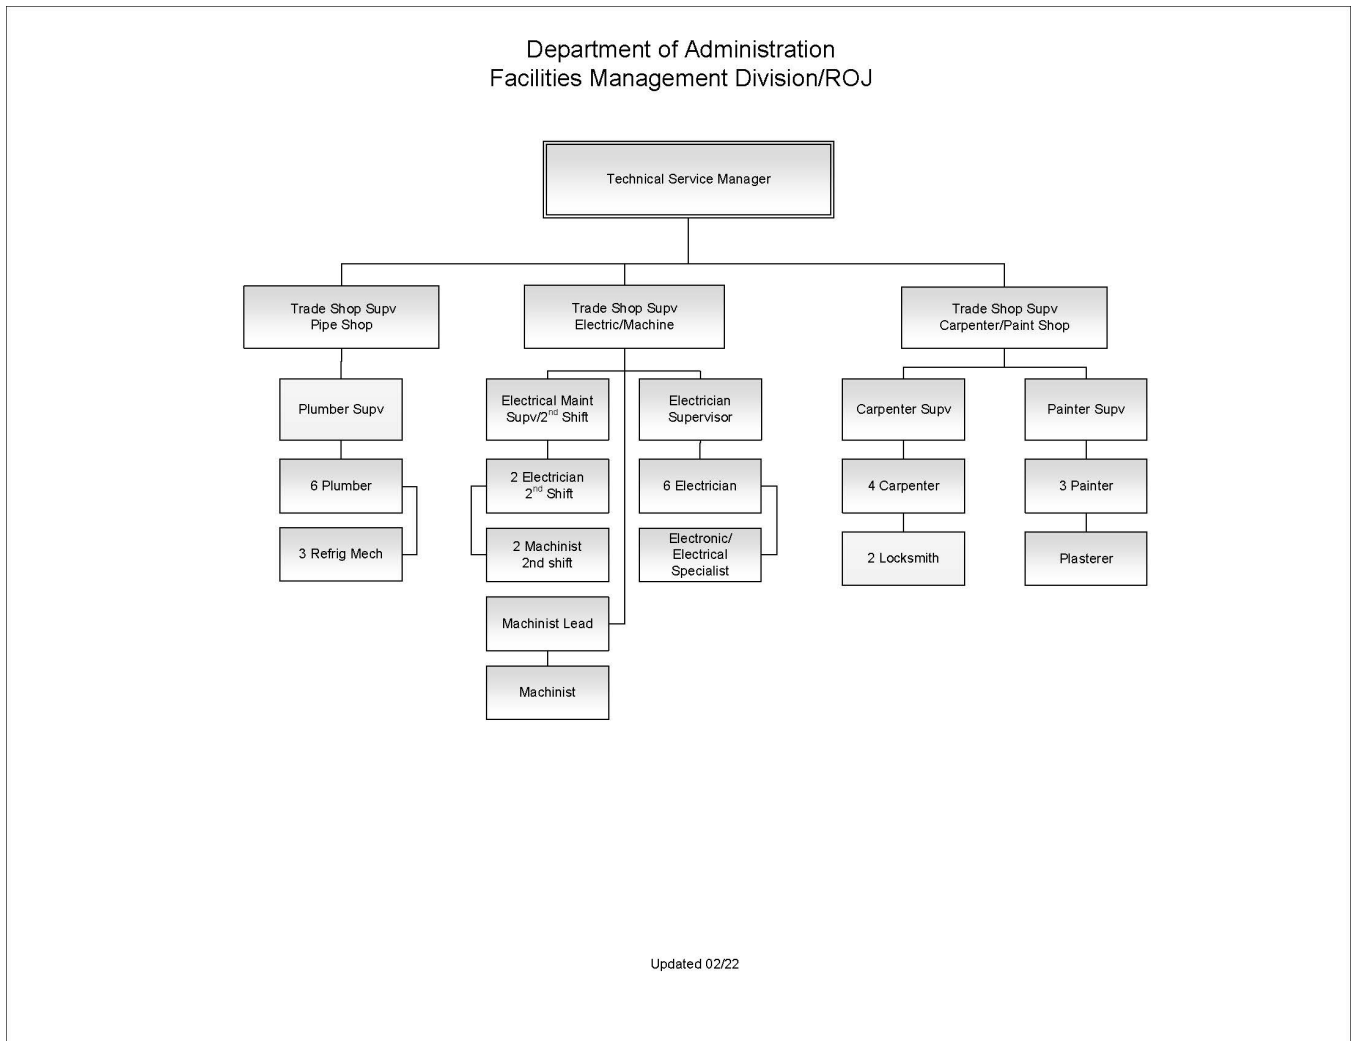 Department of Administration
Facilities Management Division/ROJ
Technical Service Manager
Trade Shop Supv
Pipe Shop
Trade Shop Supv
Electric/Machine
Trade Shop Supv
Carpenter/Paint Shop
Plumber Supv
Electrical Maint
Supv/2nd Shift
Electrician
Supervisor
Carpenter Supv
Painter Supv
6 Plumber
2 Electrician
2nd Shift
6 Electrician
4 Carpenter
3 Painter
3 Refrig Mech
2 Machinist
2nd shift
Electronic/
Electrical
Specialist
2 Locksmith
Plasterer
Machinist Lead
Machinist
Updated 02/22